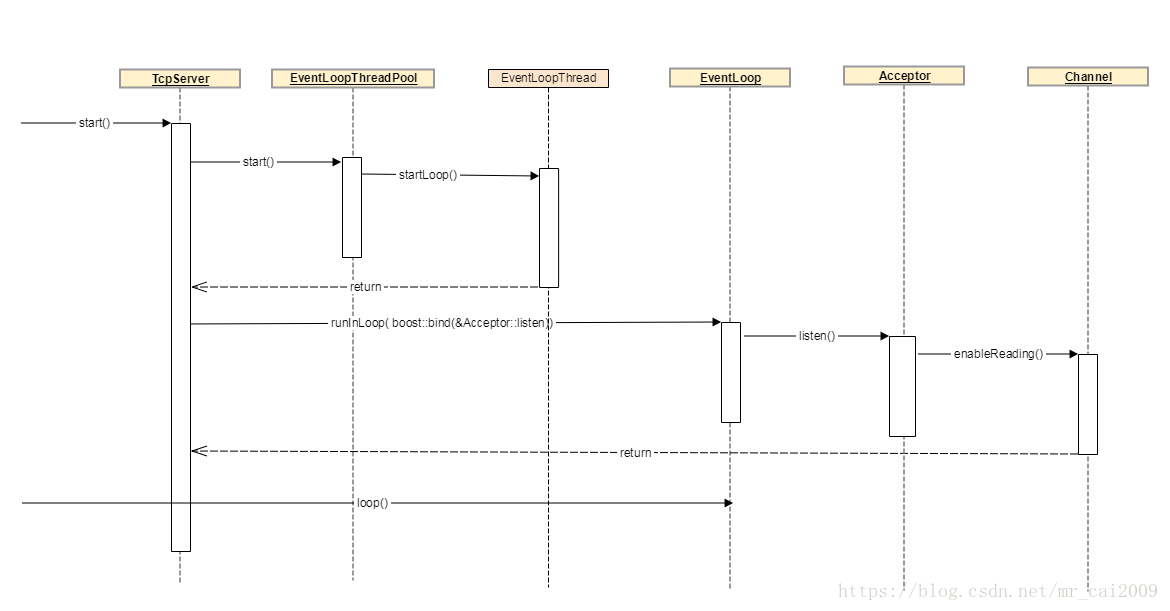 TcpServer
EventLoopThreadPool
EventLoopThread
EventLoop
Acceptor
Channel
start()
start()
startLoop()
return
runInLoop( boost::bind(&Acceptor::listen))
listen()
enableReading()
return
loop()
https://blog.csdn.net/mr_cai2009